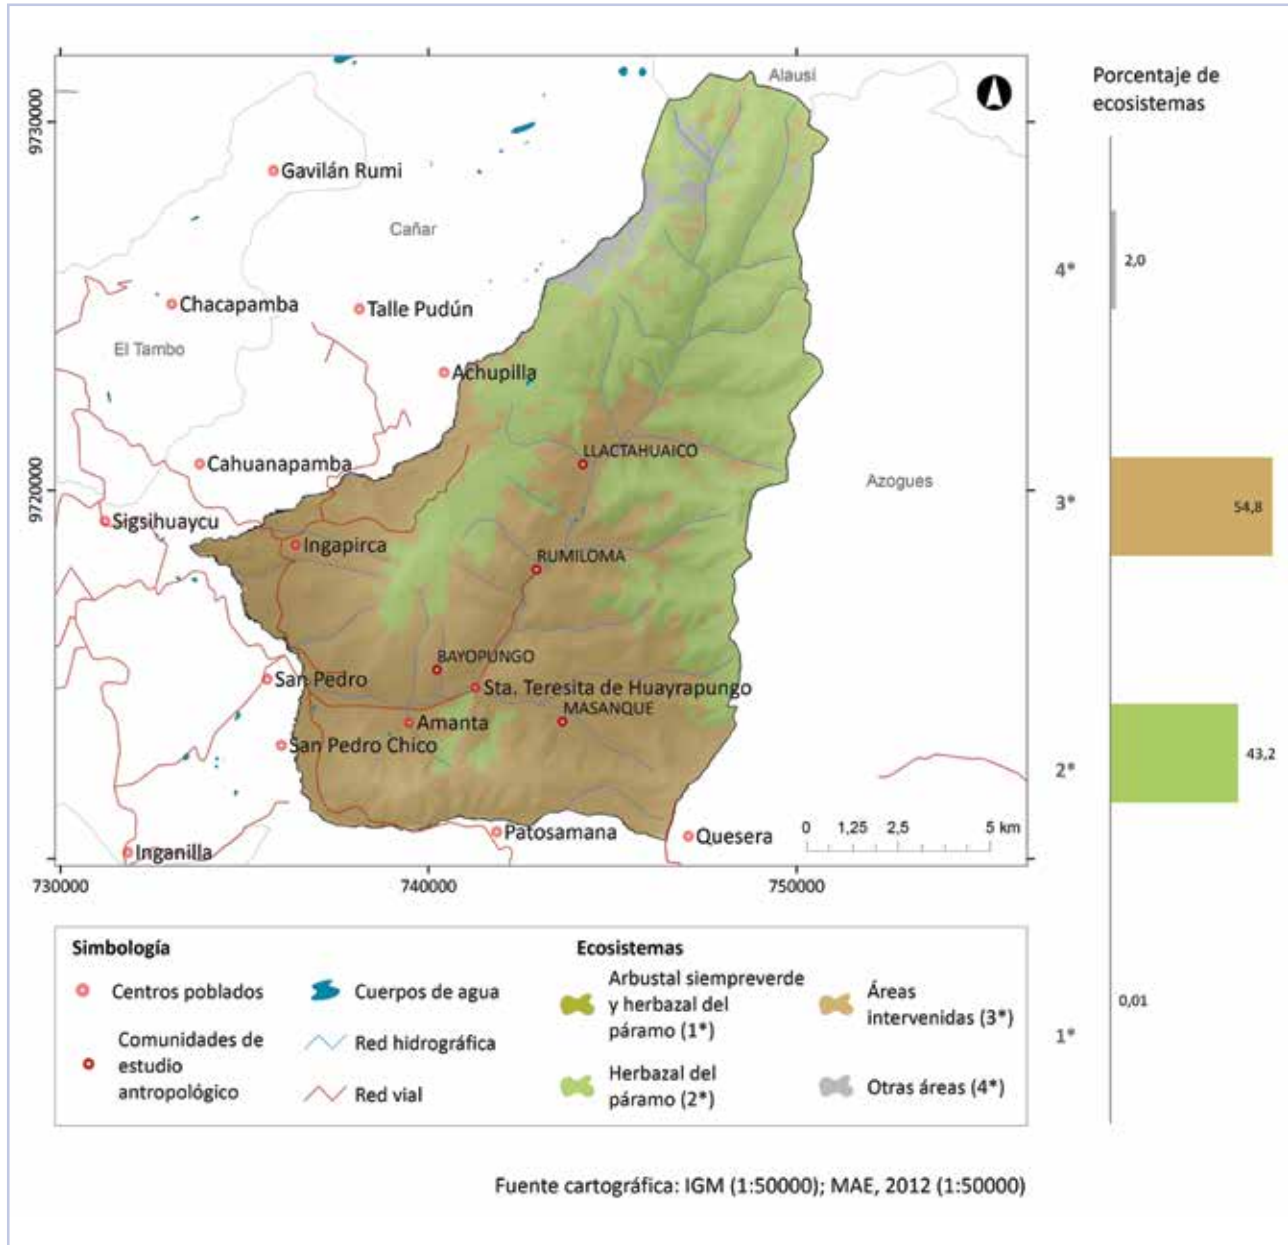 Alausí
Porcentaje de
ecosistemas
9730000
Gavilán Rumi
Cañar
4*
2,0
Chacapamba
Talle Pudún
El Tambo
Achupilla
Cahuanapamba
LLACTAHUAICO
Azogues
9720000
3*
54,8
Sigsihuaycu
Ingapirca
RUMILOMA
BAYOPUNGO
San Pedro
Sta. Teresita de Huayrapungo
MASANQUE
Amanta
San Pedro Chico
2*
43,2
Patosamana
Quesera
0 1,25 2,5 5 km
Inganilla
730000 740000 750000
Simbología
Centros poblados
Comunidades de
estudio
antropológico
Cuerpos de agua
Red hidrográfica
Red vial
Ecosistemas
Arbustal siempreverde
y herbazal del
páramo (1*)
Herbazal del
páramo (2*)
Áreas
intervenidas (3*)
Otras áreas (4*)
1*
0,01
Fuente cartográfica: IGM (1:50000); MAE, 2012 (1:50000)